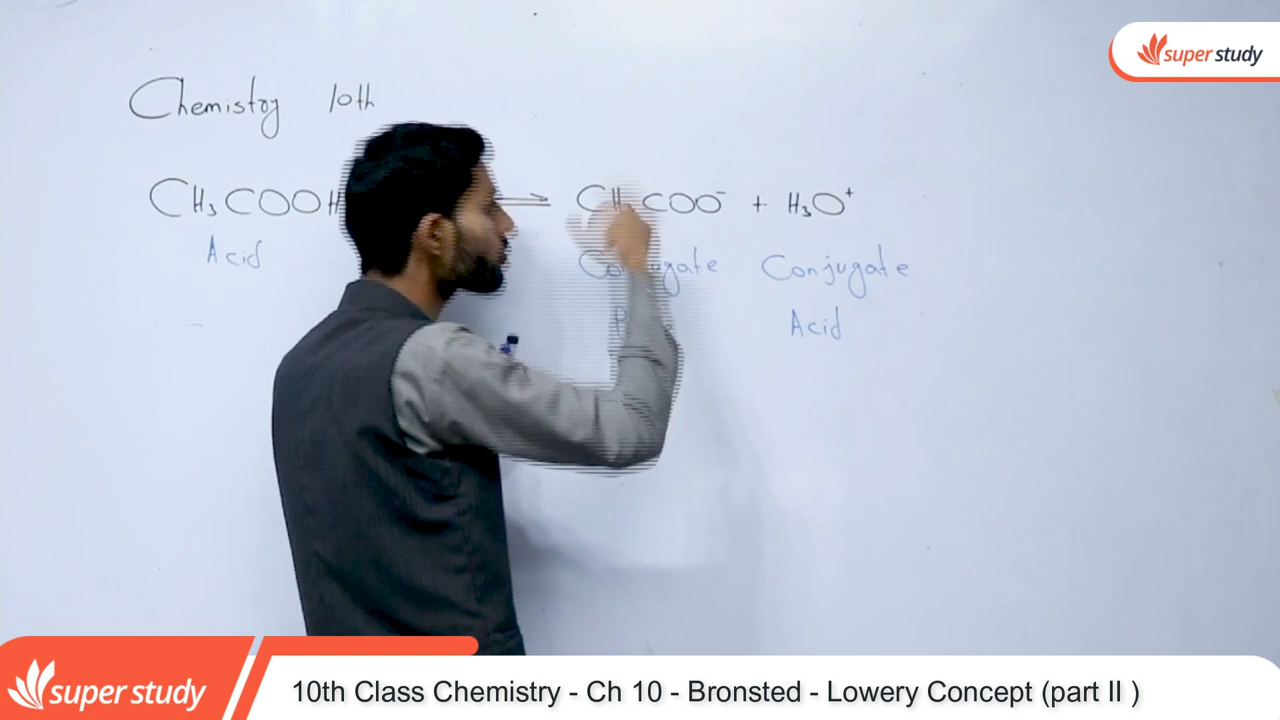 super study
Chemistry 10th
CH₃COOH ⇌ CH₃COO⁻ + H₃O⁺
Acid Conjugate Conjugate
Acid
super study
10th Class Chemistry - Ch 10 - Bronsted - Lowery Concept (part II )